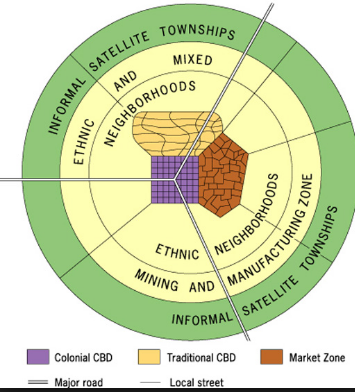 INFORMAL SATELLITE TOWNSHIPS
ETHNIC AND MIXED
NEIGHBORHOODS
ETHNIC NEIGHBORHOODS
MINING AND MANUFACTURING ZONE
INFORMAL SATELLITE TOWNSHIPS
Colonial CBD Traditional CBD Market Zone
Major road Local street